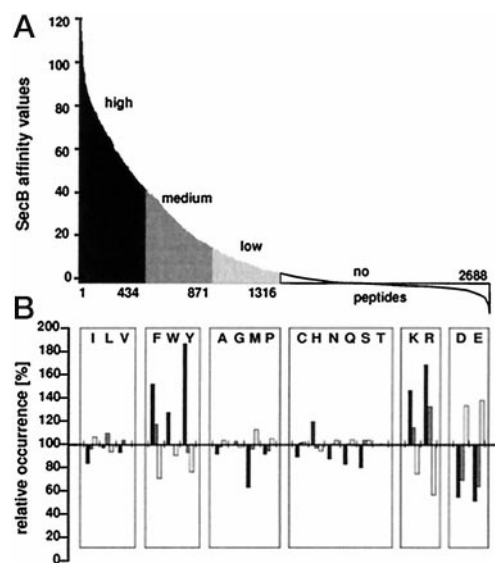 A
SecB affinity values
120
100
80
60
40
20
0
high
medium
low
no
2688
1 434 871 1316 peptides
B
relative occurrence [%]
200
180
160
140
120
100
80
60
40
20
0
I L V F W Y A G M P C H N Q S T K R D E